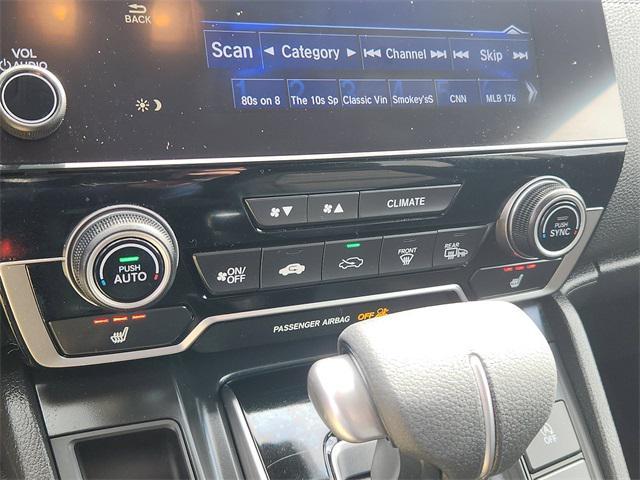 BACK
VOL
AUDIO
Scan Category Channel Skip
80s on 8 The 10s Sp Classic Vin Smokey'sS CNN MLB 176
CLIMATE
PUSH
AUTO
ON/
OFF
FRONT
REAR
PUSH
SYNC
PASSENGER AIRBAG OFF
OFF